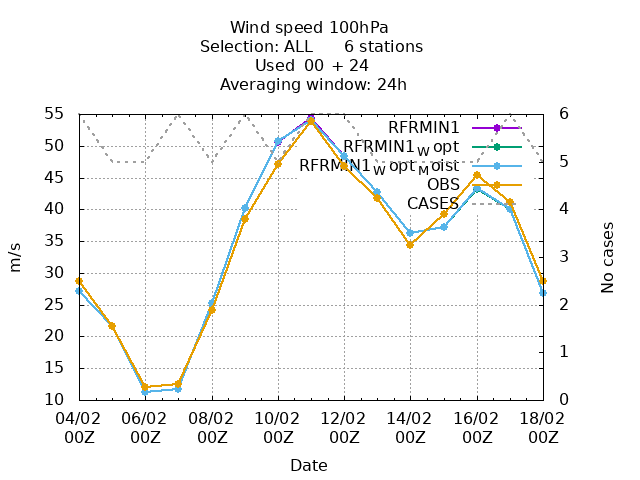 Wind speed 100hPa
Selection: ALL 6 stations
Used 00 + 24
Averaging window: 24h
RFRMIN1
RFRMIN1_W opt
RFRMIN1_W opt_M oist
OBS
CASES
m/s
55
50
45
40
35
30
25
20
15
10
6
5
4
3
2
1
0
No cases
04/02 06/02 08/02 10/02 12/02 14/02 16/02 18/02
00Z 00Z 00Z 00Z 00Z 00Z 00Z 00Z
Date